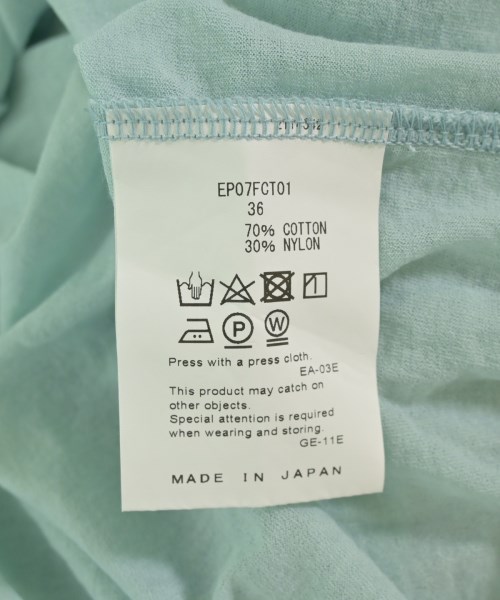 EP07FCT01
36
70% COTTON
30% NYLON
P
W
Press with a press cloth.
EA-03E
This product may catch on
other objects.
Special attention is required
when wearing and storing.
GE-11E
MADE IN JAPAN